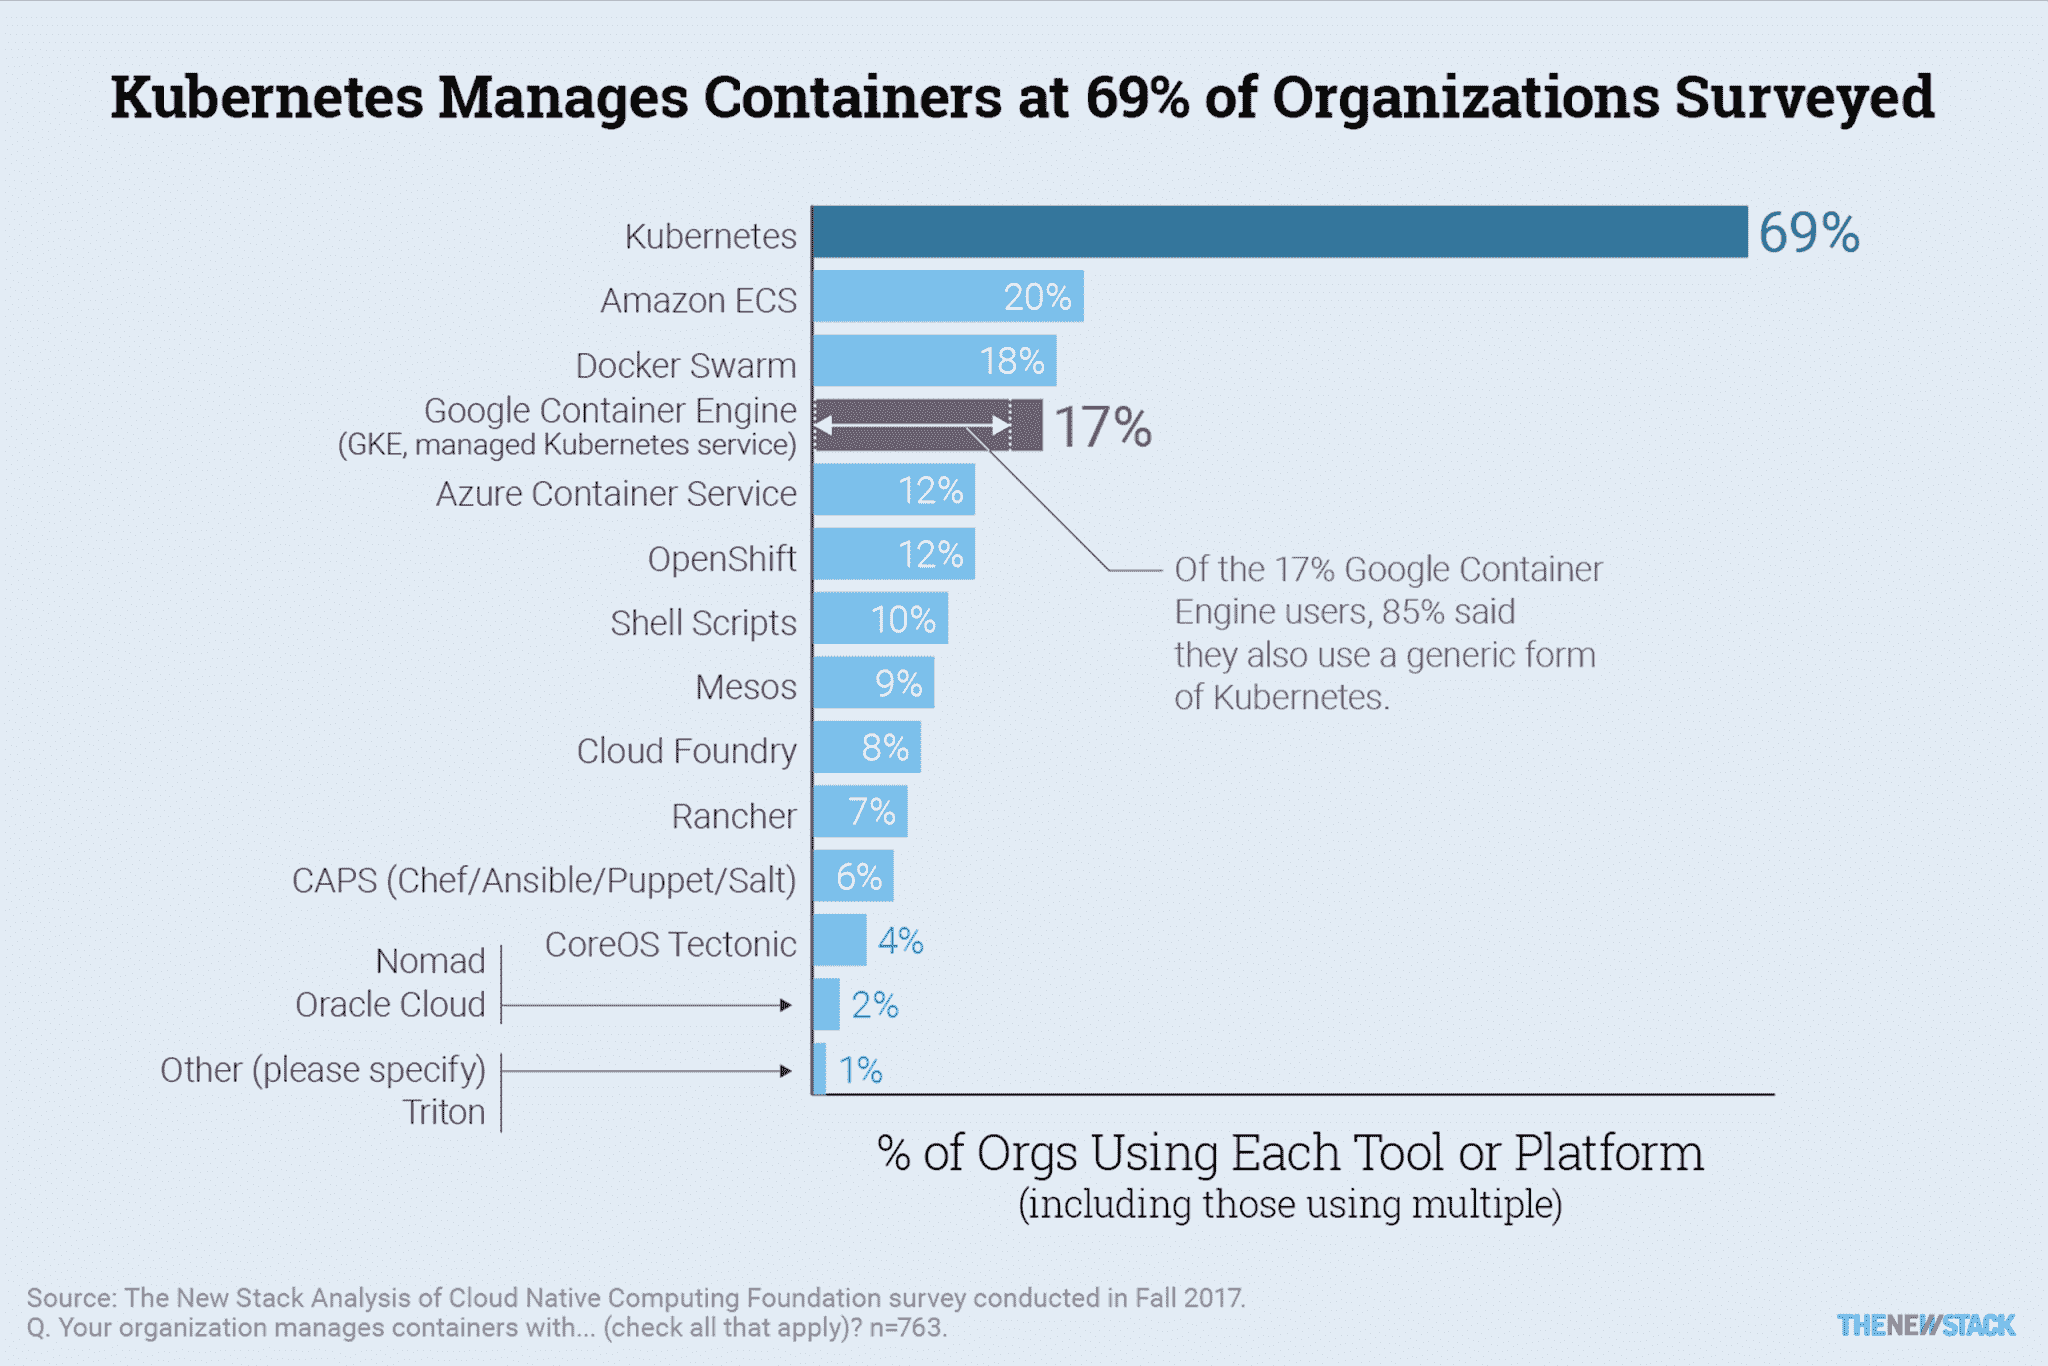 Kubernetes Manages Containers at 69% of Organizations Surveyed
Kubernetes 69%
Amazon ECS 20%
Docker Swarm 18%
Google Container Engine
(GKE, managed Kubernetes service) 17%
Azure Container Service 12%
OpenShift 12%
Of the 17% Google Container
Engine users, 85% said
they also use a generic form
of Kubernetes.
Shell Scripts 10%
Mesos 9%
Cloud Foundry 8%
Rancher 7%
CAPS (Chef/Ansible/Puppet/Salt) 6%
CoreOS Tectonic 4%
Nomad
Oracle Cloud 2%
Other (please specify) 1%
Triton
% of Orgs Using Each Tool or Platform
(including those using multiple)
Source: The New Stack Analysis of Cloud Native Computing Foundation survey conducted in Fall 2017.
Q. Your organization manages containers with... (check all that apply)? n=763.
THENEWSTACK